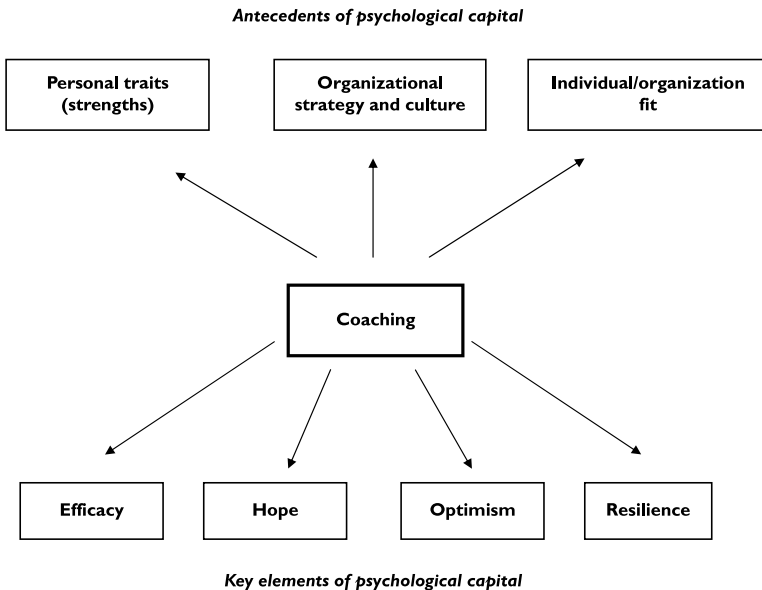 Antecedents of psychological capital
Personal traits
(strengths)
Organizational
strategy and culture
Individual/organization
fit
Coaching
Efficacy
Hope
Optimism
Resilience
Key elements of psychological capital